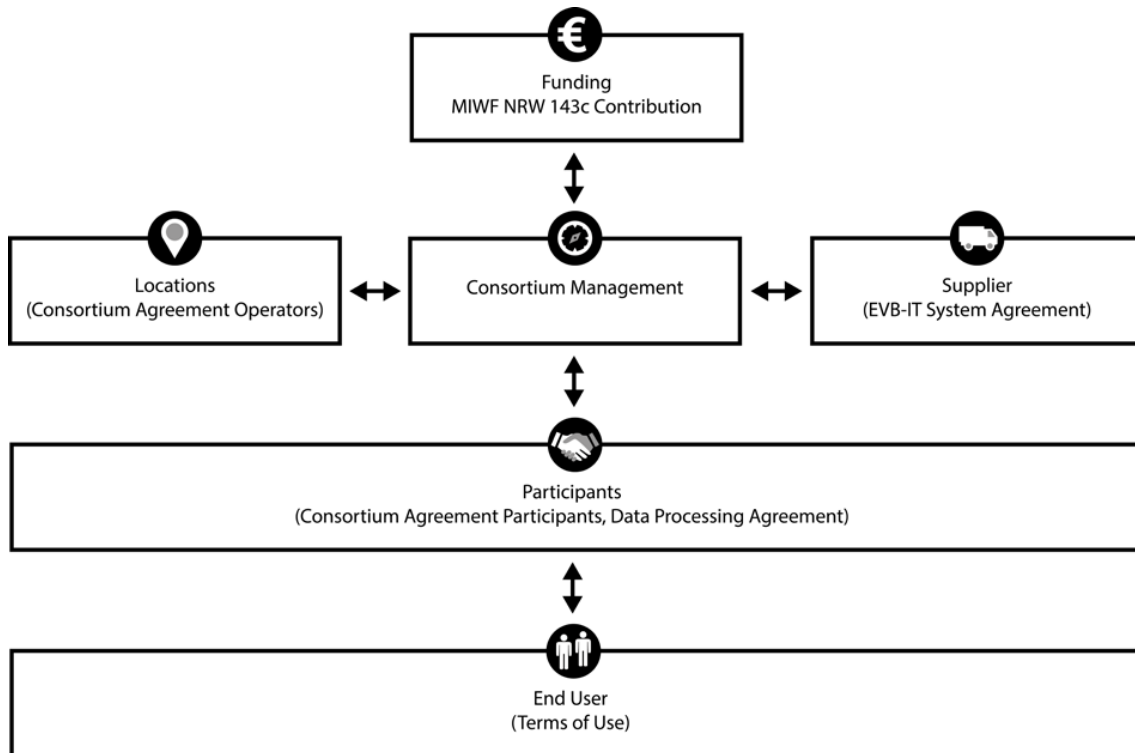 €
Funding
MIWF NRW 143c Contribution
Locations
(Consortium Agreement Operators)
Consortium Management
Supplier
(EVB-IT System Agreement)
Participants
(Consortium Agreement Participants, Data Processing Agreement)
End User
(Terms of Use)